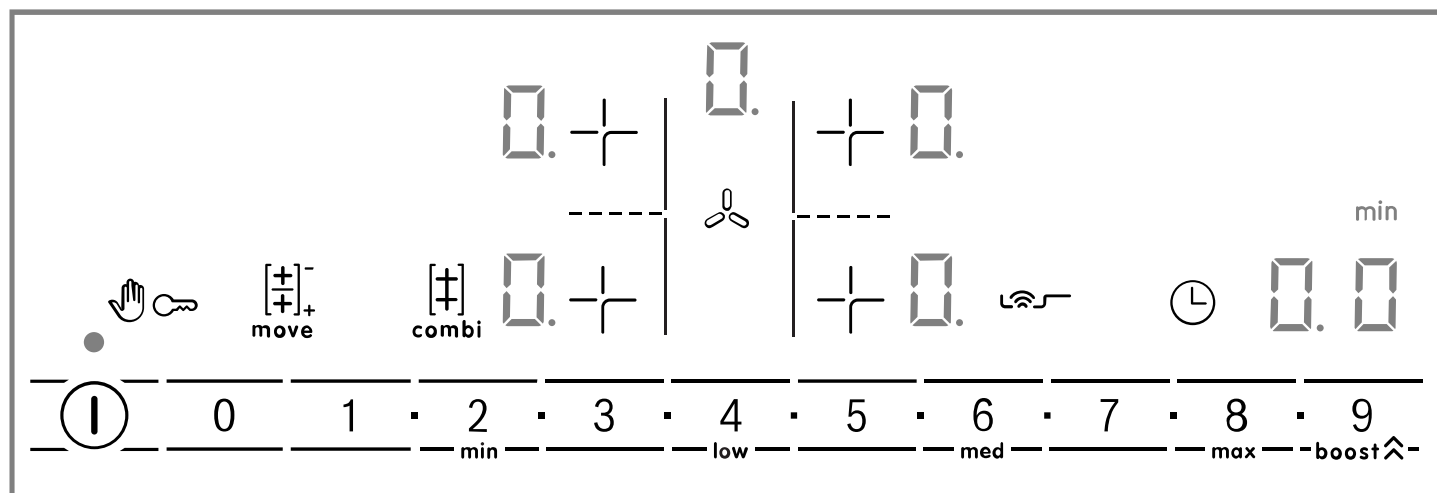 0.
0. 0.
min
0. 0. 0. 0
move combi
0 1 · 2 · 3 · 4 · 5 · 6 · 7 · 8 · 9
min low med max boost